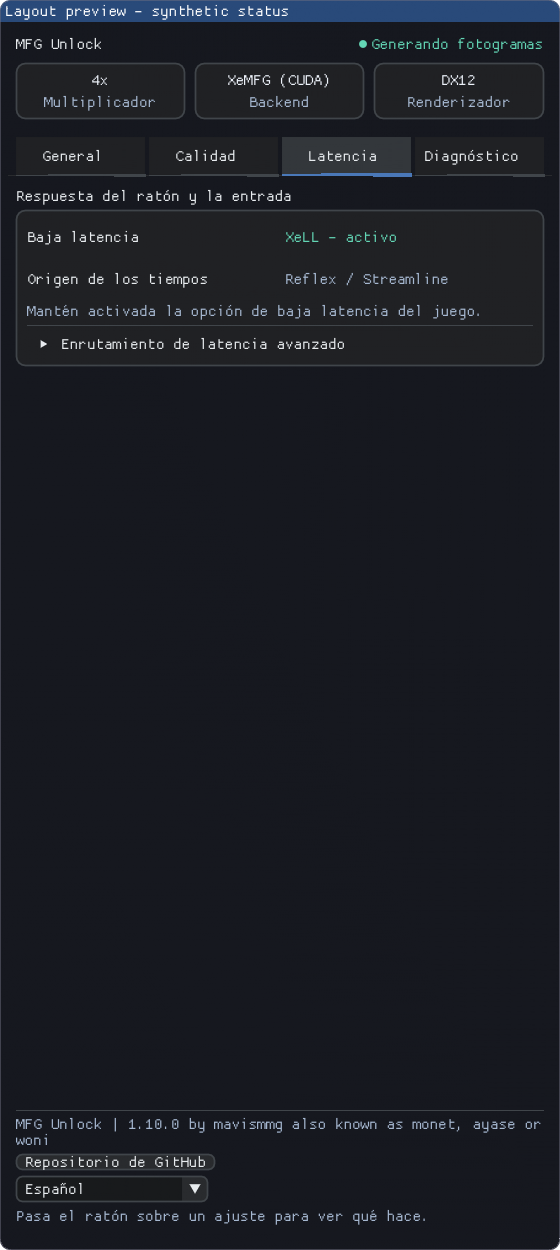 Layout preview - synthetic status
MFG Unlock
Generando fotogramas
4x
Multiplicador
XeMFG (CUDA)
Backend
DX12
Renderizador
General
Calidad
Latencia
Diagnóstico
Respuesta del ratón y la entrada
Baja latencia
XeLL - activo
Origen de los tiempos
Reflex / Streamline
Mantén activada la opción de baja latencia del juego.
Enrutamiento de latencia avanzado
MFG Unlock | 1.10.0 by mavismmg also known as monet, ayase or
woni
Repositorio de GitHub
Español
Pasa el ratón sobre un ajuste para ver qué hace.